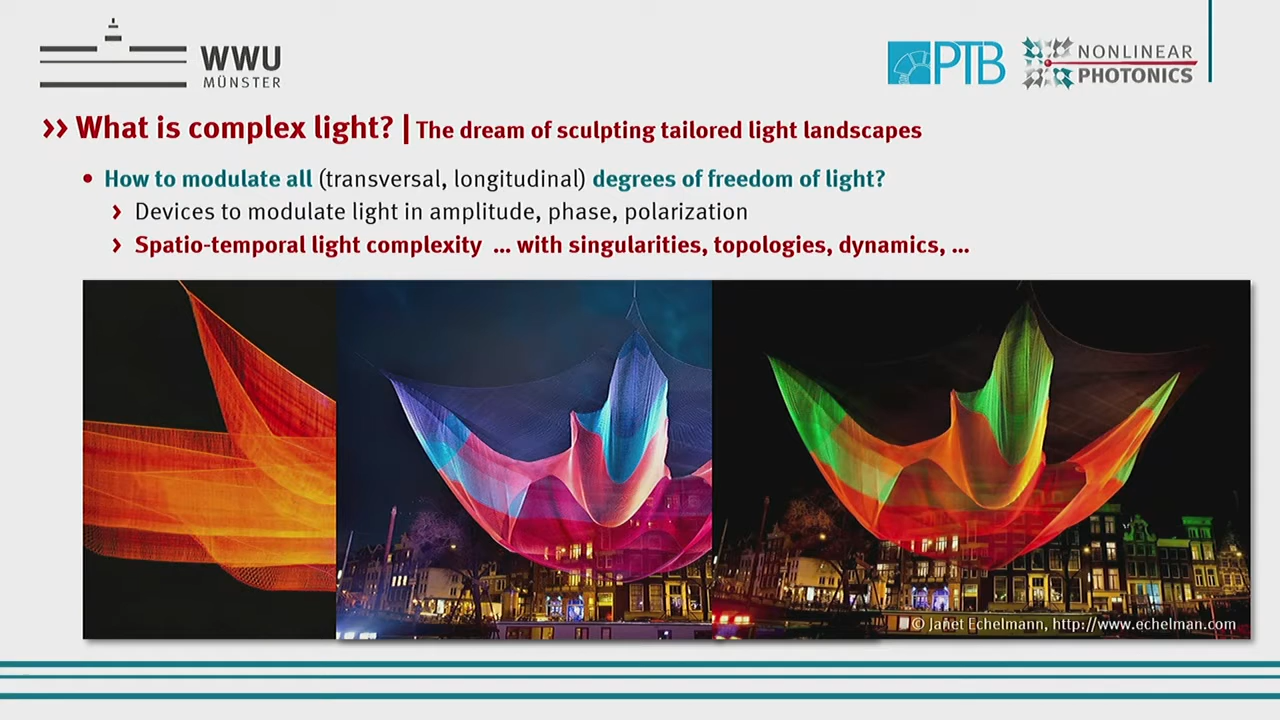 WWU
MÜNSTER
PTB
NONLINEAR
PHOTONICS
›› What is complex light? | The dream of sculpting tailored light landscapes
• How to modulate all (transversal, longitudinal) degrees of freedom of light?
› Devices to modulate light in amplitude, phase, polarization
› Spatio-temporal light complexity ... with singularities, topologies, dynamics, ...
© Janet Echelmann, http://www.echelman.com